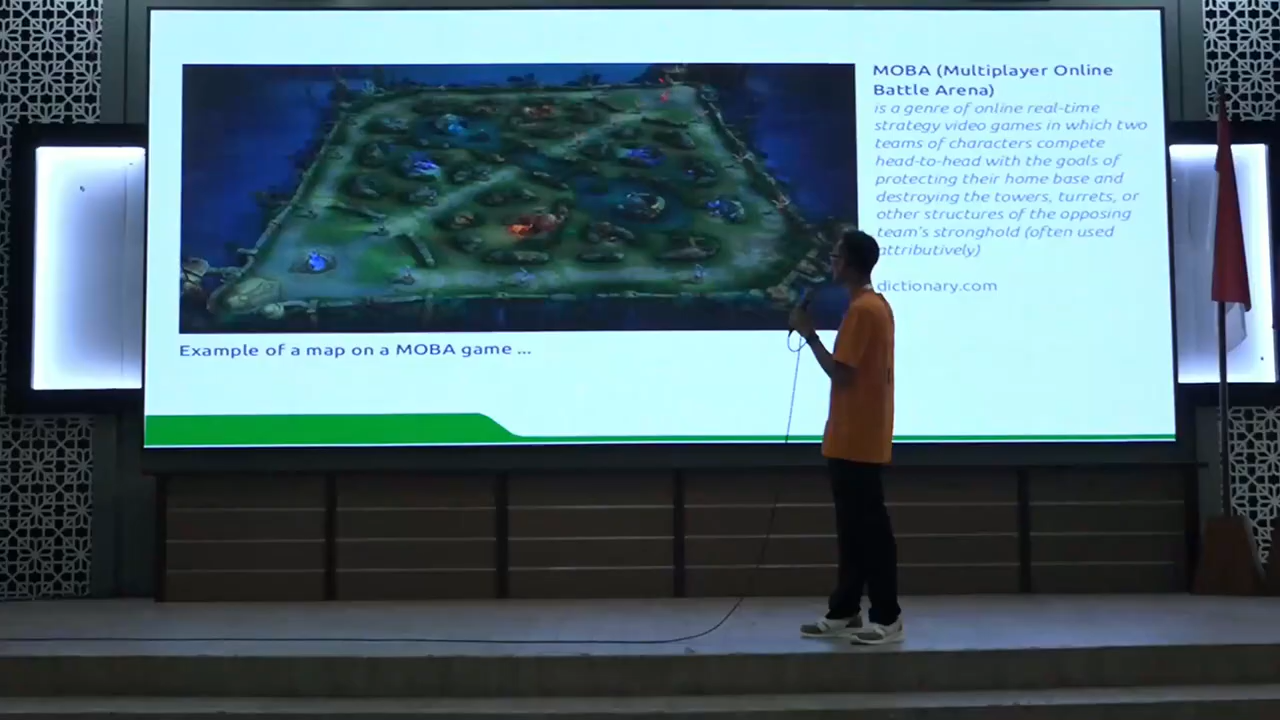 MOBA (Multiplayer Online
Battle Arena)
is a genre of online real-time
strategy video games in which two
teams of characters compete
head-to-head with the goals of
protecting their home base and
destroying the towers, turrets, or
other structures of the opposing
team's stronghold (often used
attributively)
dictionary.com
Example of a map on a MOBA game ...